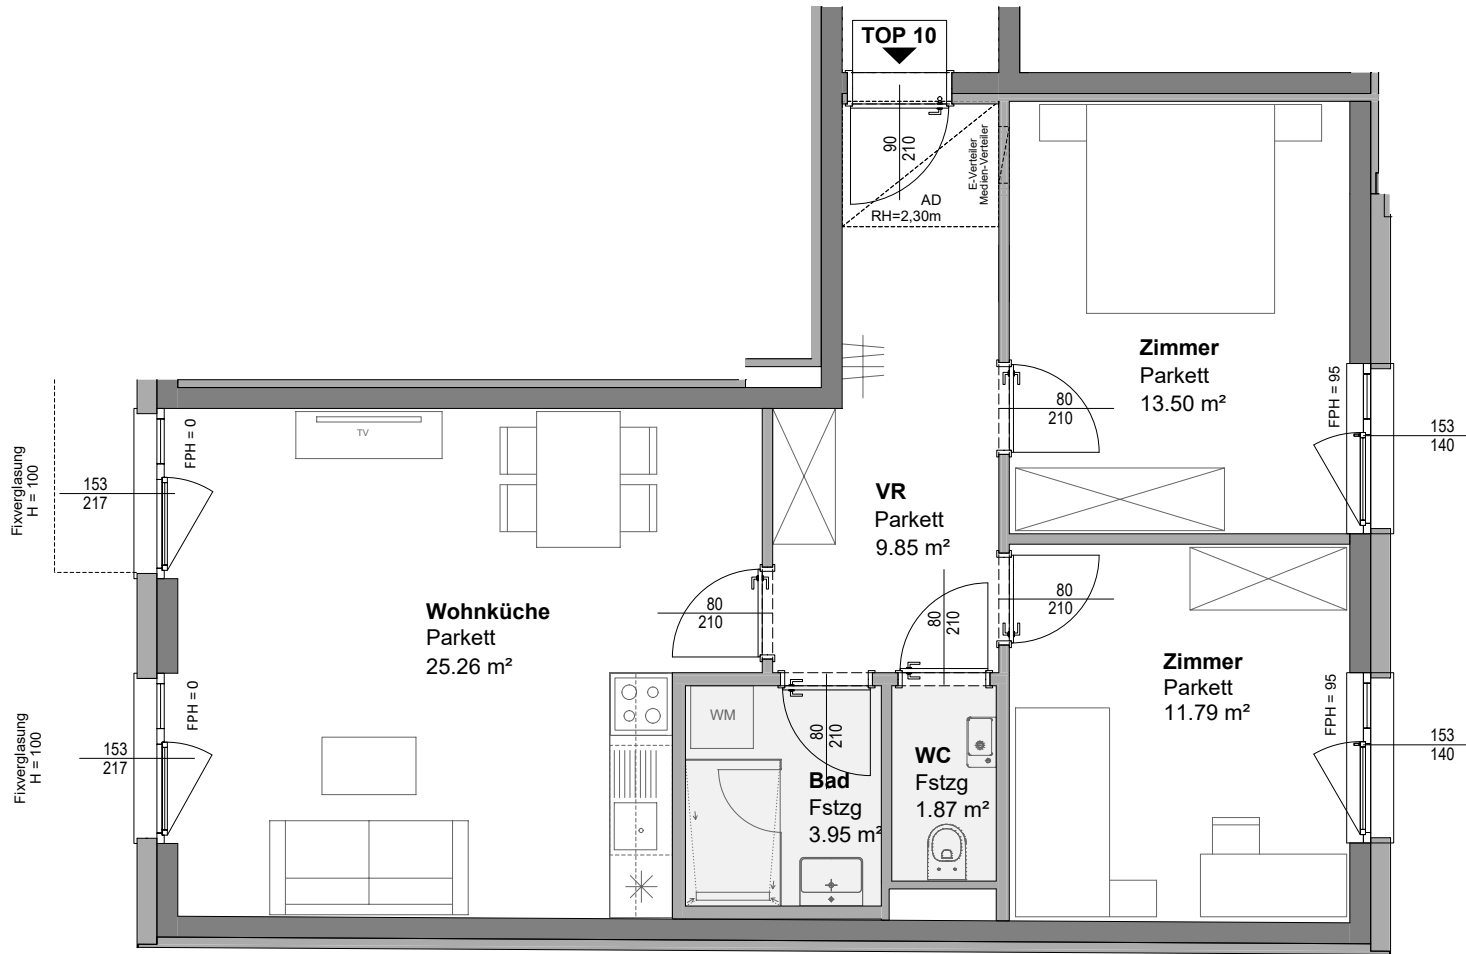 TOP 10
90
210
E-Verteiler
Medien-Verteiler
AD
RH=2,30m
Zimmer
Parkett
13.50 m²
FPH = 95
153
140
80
210
Fixverglasung
H = 100
FPH = 0
153
217
TV
VR
Parkett
9.85 m²
80
210
80
210
80
210
Wohnküche
Parkett
25.26 m²
Zimmer
Parkett
11.79 m²
FPH = 95
153
140
Fixverglasung
H = 100
FPH = 0
153
217
WM
80
210
Bad
Fstzg
3.95 m²
WC
Fstzg
1.87 m²